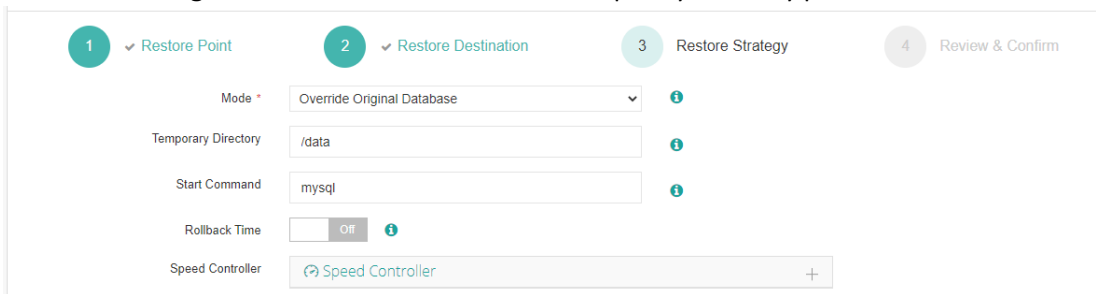 1 ✔ Restore Point 2 ✔ Restore Destination 3 Restore Strategy 4 Review & Confirm
Mode * Override Original Database
Temporary Directory /data
Start Command mysql
Rollback Time Off
Speed Controller Speed Controller +